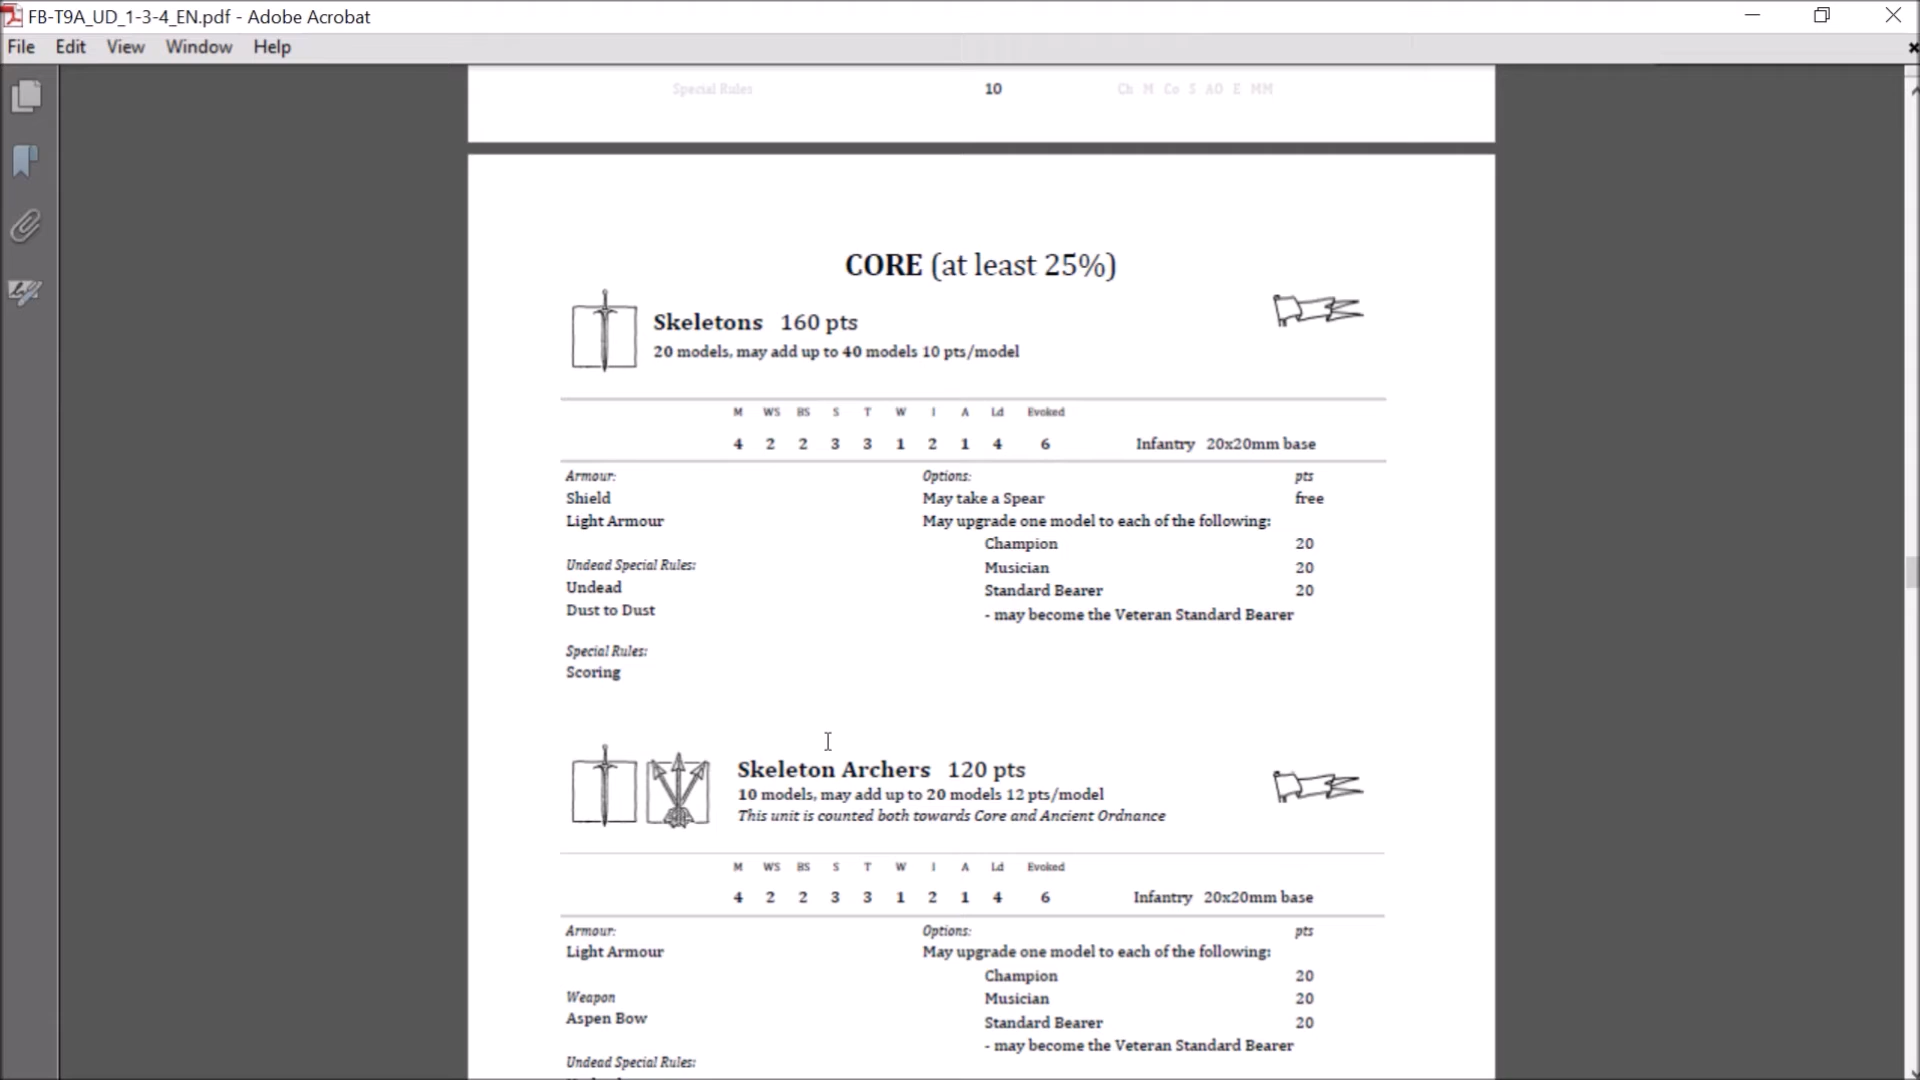 FB-T9A_UD_1-3-4_EN.pdf - Adobe Acrobat
File Edit View Window Help
Special Rules 10 Ch M Co S AO E MM
CORE (at least 25%)
Skeletons 160 pts
20 models, may add up to 40 models 10 pts/model
M WS BS S T W I A Ld Evoked
4 2 2 3 3 1 2 1 4 6 Infantry 20x20mm base
Armour: Options: pts
Shield May take a Spear free
Light Armour May upgrade one model to each of the following:
Champion 20
Undead Special Rules: Musician 20
Undead Standard Bearer 20
Dust to Dust - may become the Veteran Standard Bearer
Special Rules:
Scoring
Skeleton Archers 120 pts
10 models, may add up to 20 models 12 pts/model
This unit is counted both towards Core and Ancient Ordnance
M WS BS S T W I A Ld Evoked
4 2 2 3 3 1 2 1 4 6 Infantry 20x20mm base
Armour: Options: pts
Light Armour May upgrade one model to each of the following:
Champion 20
Weapon Musician 20
Aspen Bow Standard Bearer 20
- may become the Veteran Standard Bearer
Undead Special Rules: